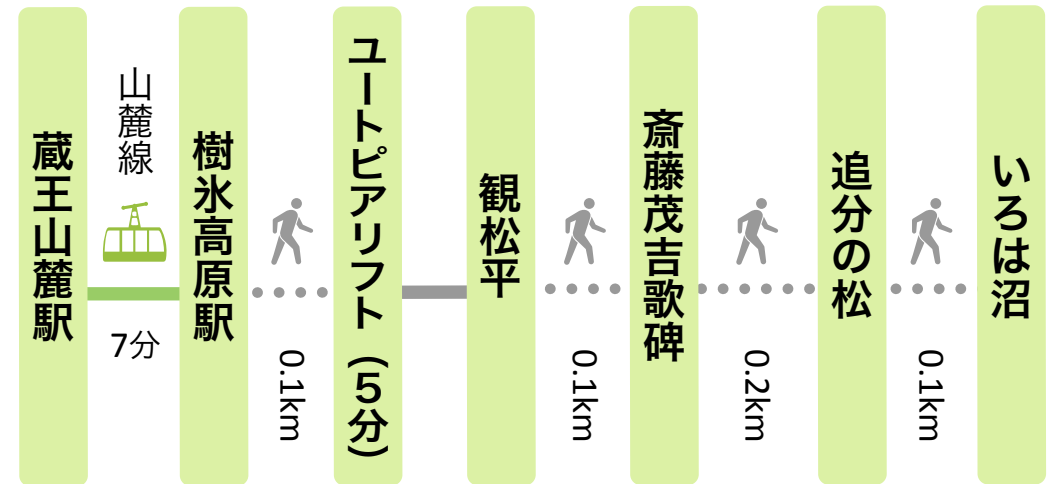 蔵王山麓駅
山麓線
7分
樹氷高原駅
0.1km
ユートピアリフト（5分）
観松平
0.1km
斎藤茂吉歌碑
0.2km
追分の松
0.1km
いろは沼